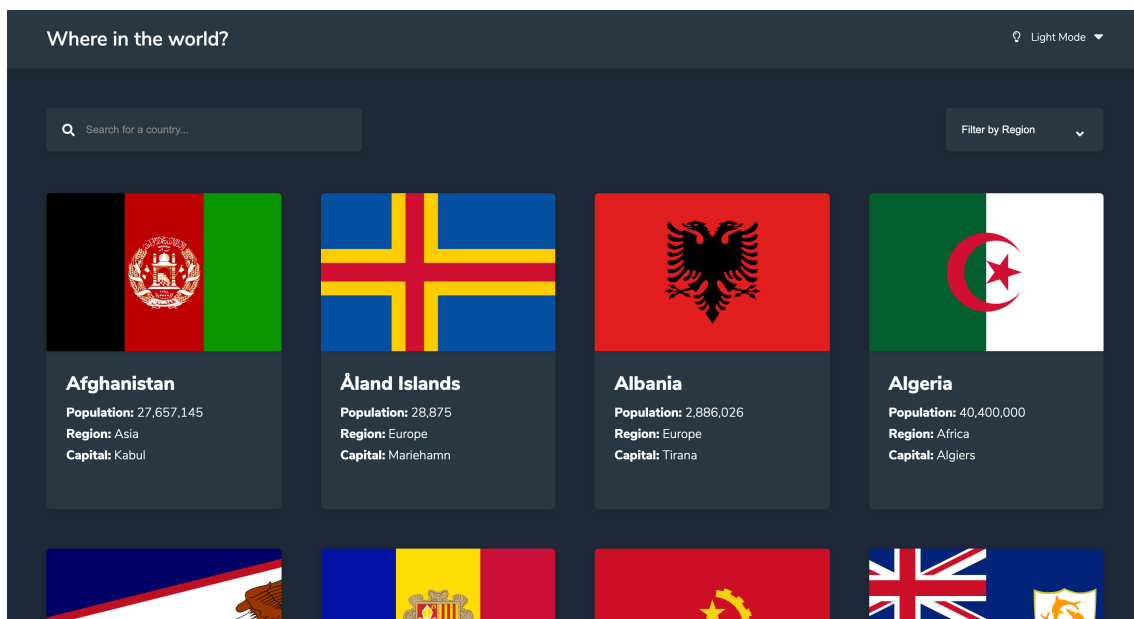 Where in the world?
Light Mode
Search for a country...
Filter by Region
Afghanistan
Population: 27,657,145
Region: Asia
Capital: Kabul
Åland Islands
Population: 28,875
Region: Europe
Capital: Mariehamn
Albania
Population: 2,886,026
Region: Europe
Capital: Tirana
Algeria
Population: 40,400,000
Region: Africa
Capital: Algiers